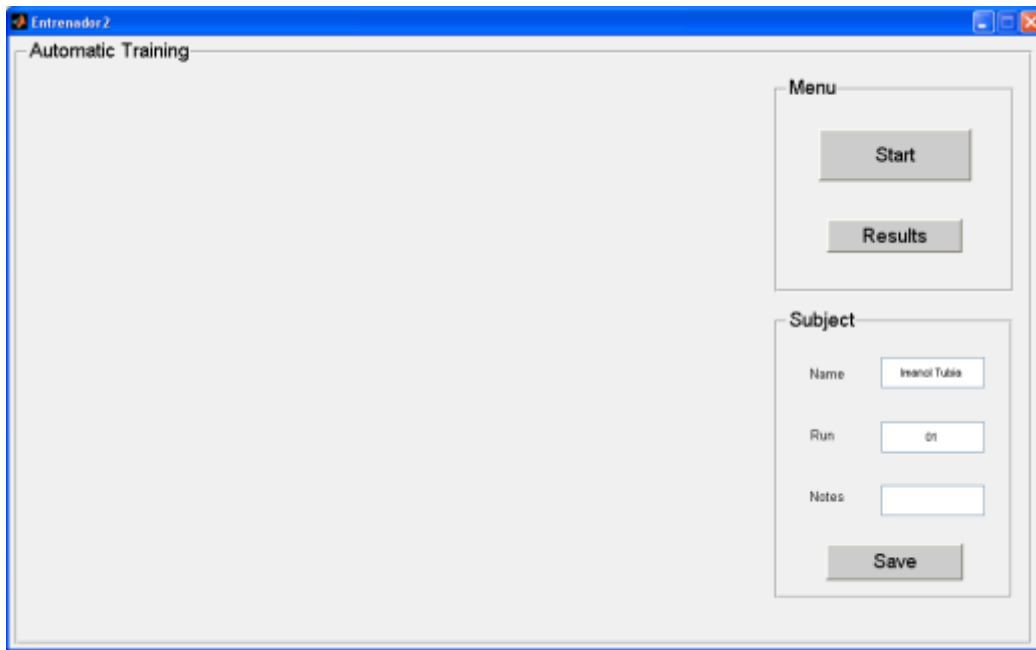 Entrenador2
Automatic Training
Menu
Start
Results
Subject
Name Imanol Tubia
Run 01
Notes
Save